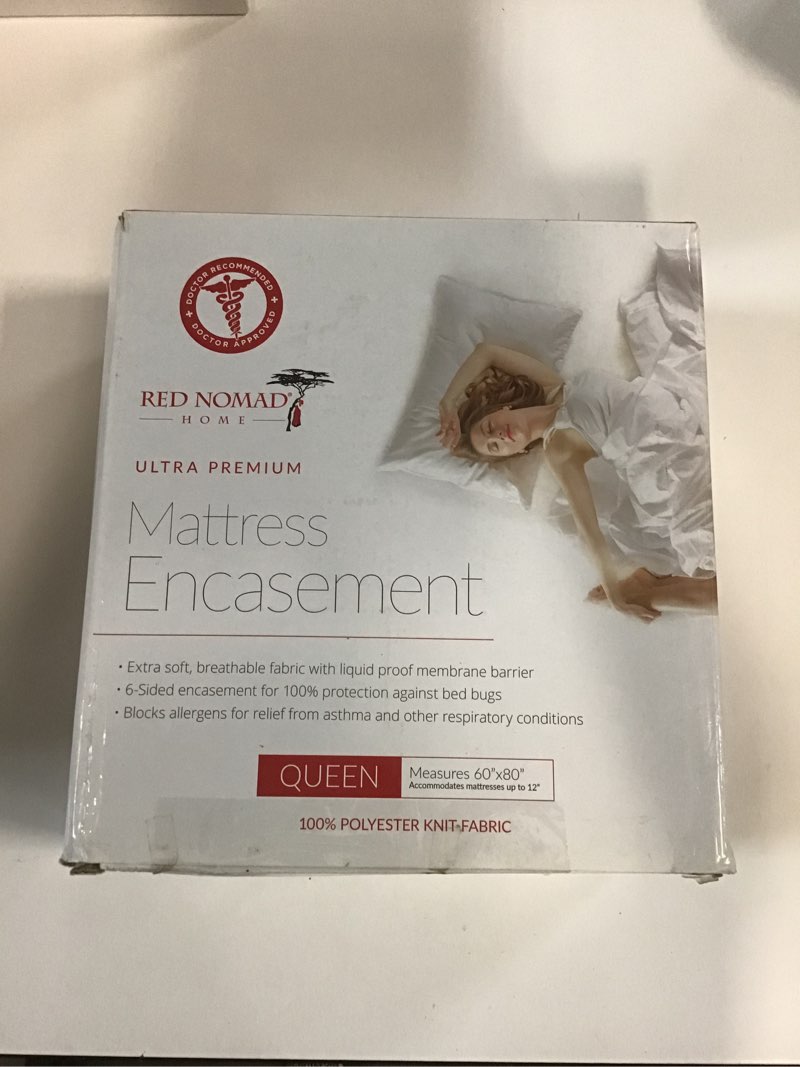 DOCTOR RECOMMENDED
DOCTOR APPROVED
RED NOMAD®
HOME
ULTRA PREMIUM
Mattress
Encasement
• Extra soft, breathable fabric with liquid proof membrane barrier
• 6-Sided encasement for 100% protection against bed bugs
• Blocks allergens for relief from asthma and other respiratory conditions
QUEEN
Measures 60"x80"
Accommodates mattresses up to 12"
100% POLYESTER KNIT FABRIC